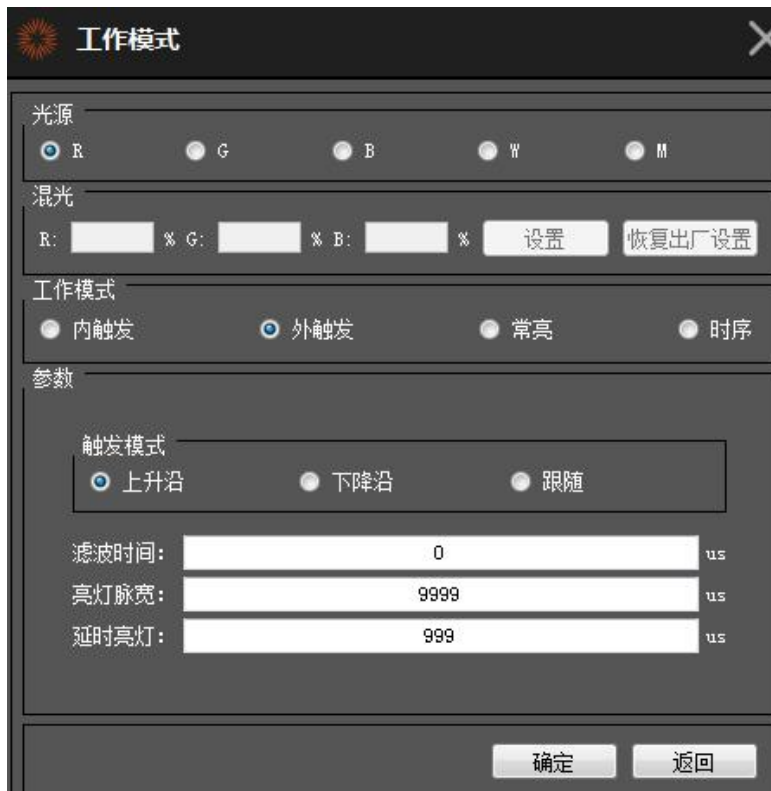 工作模式
光源
R G B W M
混光
R: % G: % B: % 设置 恢复出厂设置
工作模式
内触发 外触发 常亮 时序
参数
触发模式
上升沿 下降沿 跟随
滤波时间: 0 us
亮灯脉宽: 9999 us
延时亮灯: 999 us
确定 返回